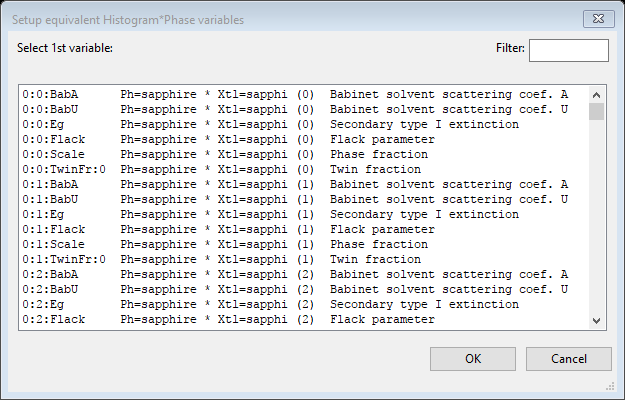 Setup equivalent Histogram*Phase variables
Select 1st variable: Filter:
0:0:BabA Ph=sapphire * Xtl=sapphi (0) Babinet solvent scattering coef. A
0:0:BabU Ph=sapphire * Xtl=sapphi (0) Babinet solvent scattering coef. U
0:0:Eg Ph=sapphire * Xtl=sapphi (0) Secondary type I extinction
0:0:Flack Ph=sapphire * Xtl=sapphi (0) Flack parameter
0:0:Scale Ph=sapphire * Xtl=sapphi (0) Phase fraction
0:0:TwinFr:0 Ph=sapphire * Xtl=sapphi (0) Twin fraction
0:1:BabA Ph=sapphire * Xtl=sapphi (1) Babinet solvent scattering coef. A
0:1:BabU Ph=sapphire * Xtl=sapphi (1) Babinet solvent scattering coef. U
0:1:Eg Ph=sapphire * Xtl=sapphi (1) Secondary type I extinction
0:1:Flack Ph=sapphire * Xtl=sapphi (1) Flack parameter
0:1:Scale Ph=sapphire * Xtl=sapphi (1) Phase fraction
0:1:TwinFr:0 Ph=sapphire * Xtl=sapphi (1) Twin fraction
0:2:BabA Ph=sapphire * Xtl=sapphi (2) Babinet solvent scattering coef. A
0:2:BabU Ph=sapphire * Xtl=sapphi (2) Babinet solvent scattering coef. U
0:2:Eg Ph=sapphire * Xtl=sapphi (2) Secondary type I extinction
0:2:Flack Ph=sapphire * Xtl=sapphi (2) Flack parameter
OK Cancel